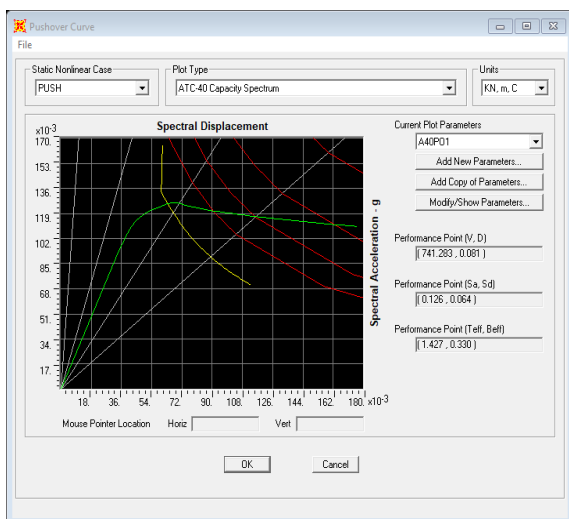 Pushover Curve
File
Static Nonlinear Case
PUSH
Plot Type
ATC-40 Capacity Spectrum
Units
KN, m, C
Spectral Displacement
x10-3
170.
153.
136.
119.
102.
85.
68.
51.
34.
17.
18. 36. 54. 72. 90. 108. 126. 144. 162. 180. x10-3
Spectral Acceleration - g
Mouse Pointer Location Horiz Vert
Current Plot Parameters
A40PO1
Add New Parameters...
Add Copy of Parameters...
Modify/Show Parameters...
Performance Point (V, D)
( 741.283 , 0.081 )
Performance Point (Sa, Sd)
( 0.126 , 0.064 )
Performance Point (Teff, Beff)
( 1.427 , 0.330 )
OK Cancel